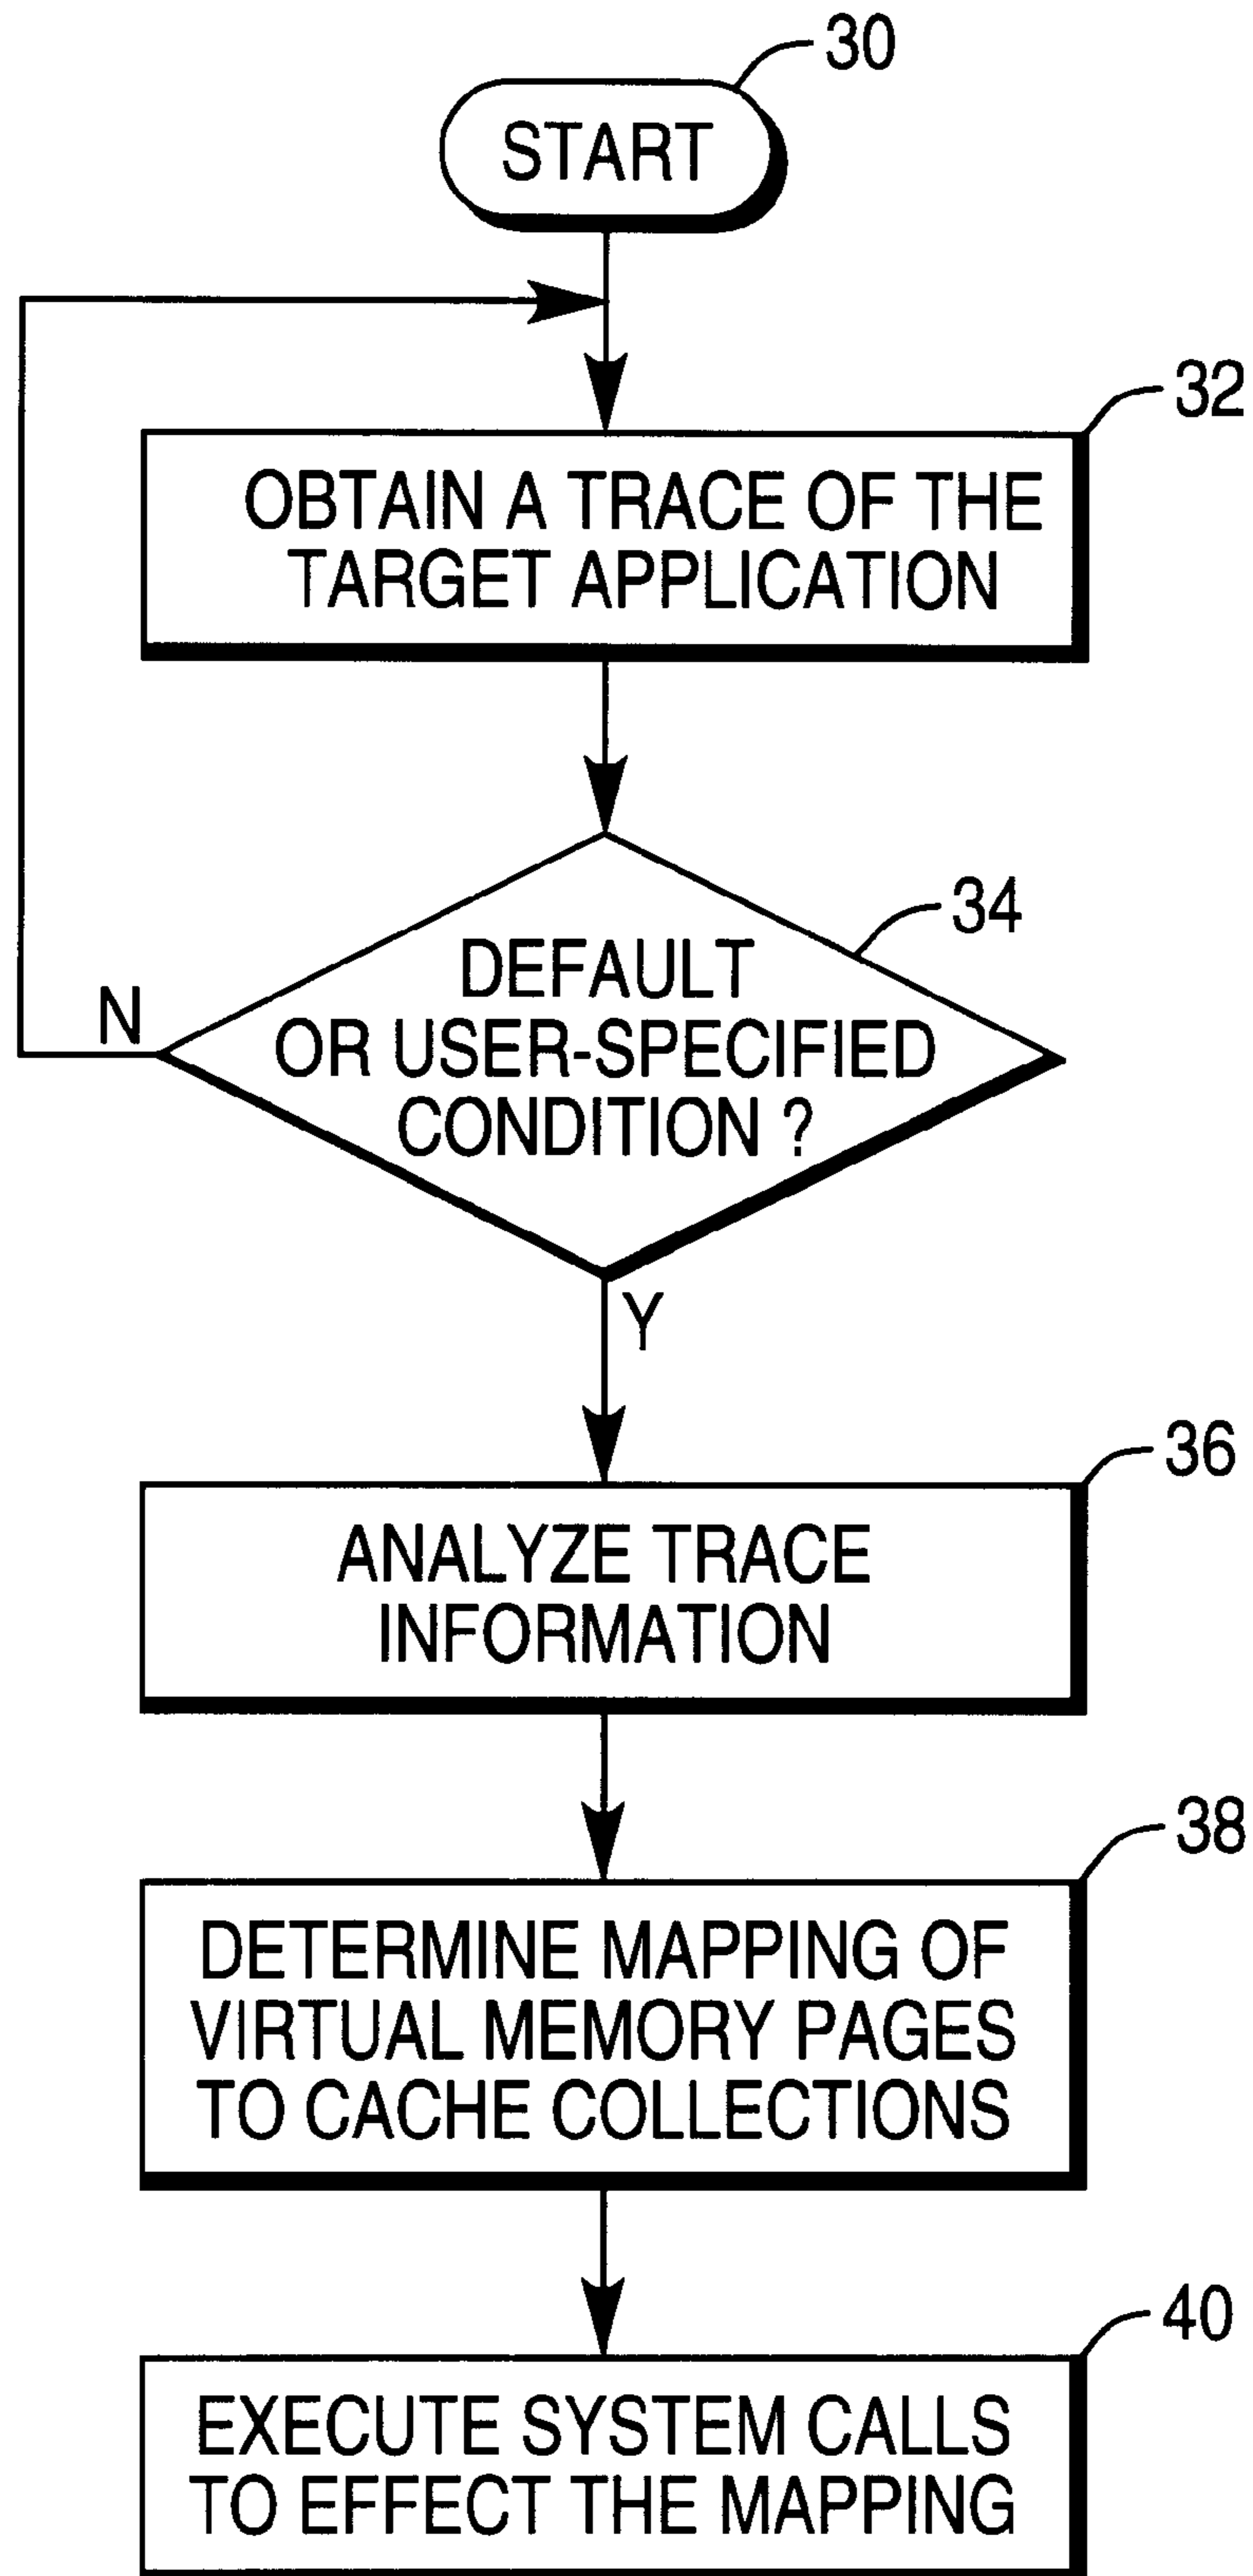 30
START
32
OBTAIN A TRACE OF THE
TARGET APPLICATION
34
DEFAULT
OR USER-SPECIFIED
CONDITION ?
N
Y
36
ANALYZE TRACE
INFORMATION
38
DETERMINE MAPPING OF
VIRTUAL MEMORY PAGES
TO CACHE COLLECTIONS
40
EXECUTE SYSTEM CALLS
TO EFFECT THE MAPPING